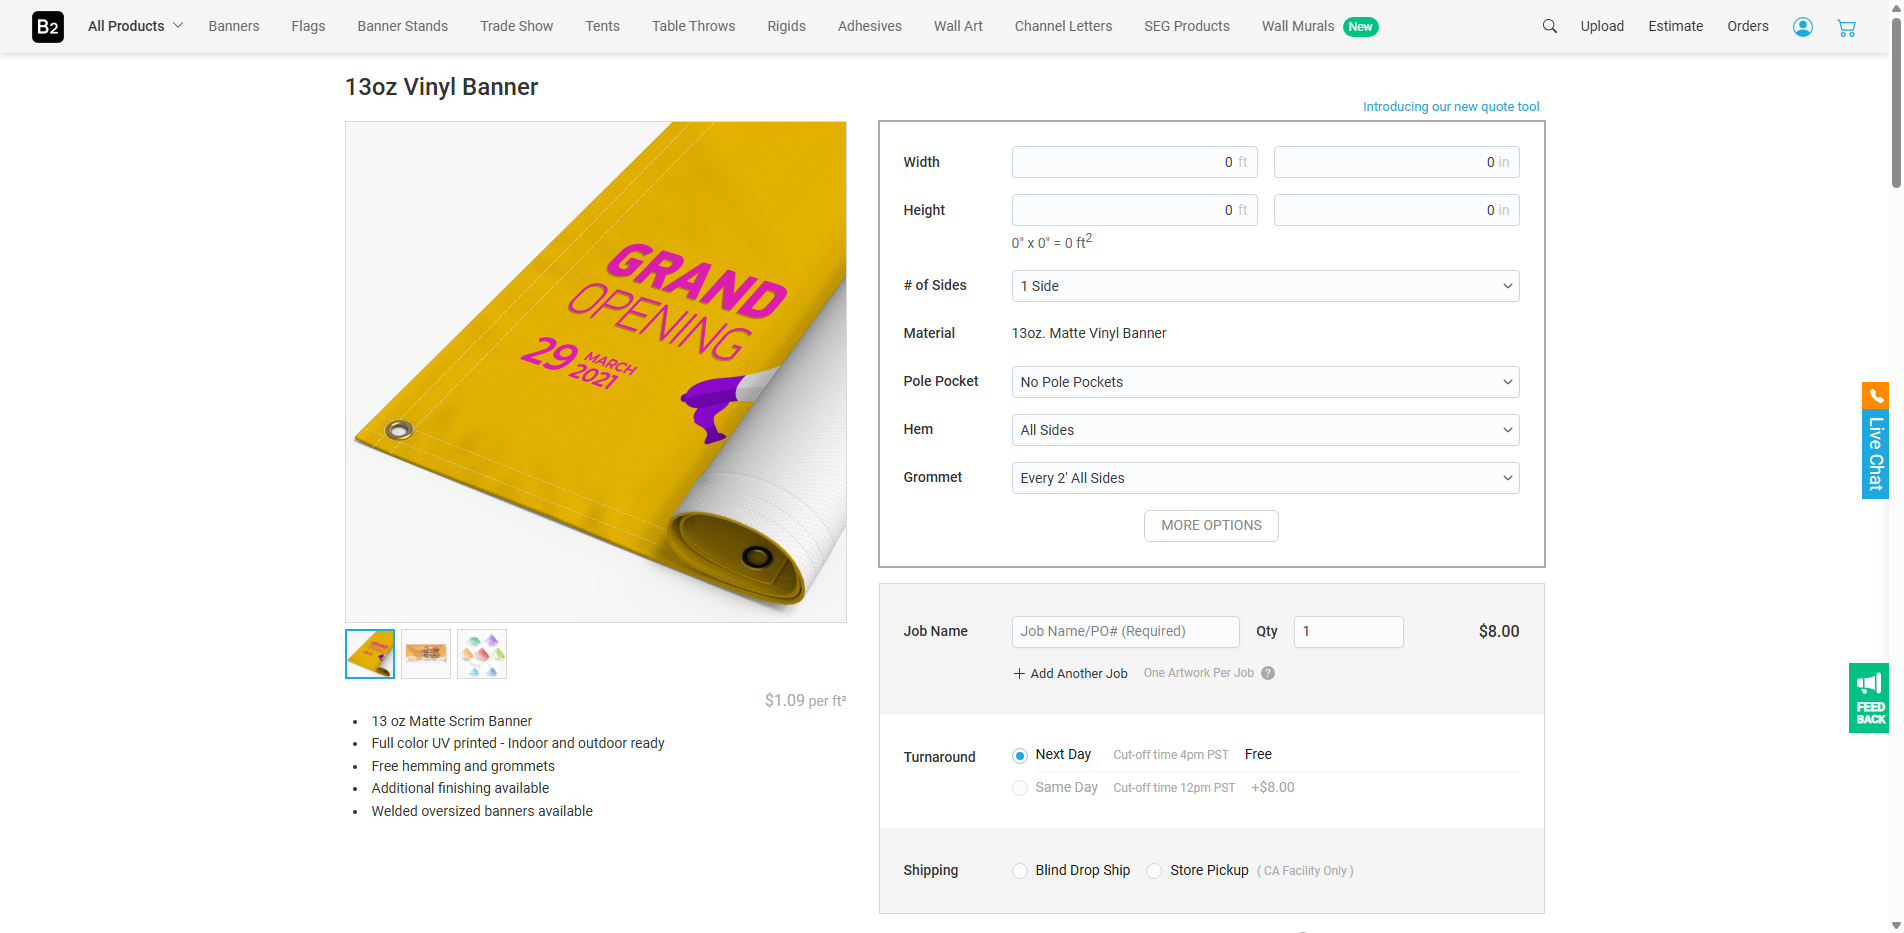 B2
All Products
Banners
Flags
Banner Stands
Trade Show
Tents
Table Throws
Rigids
Adhesives
Wall Art
Channel Letters
SEG Products
Wall Murals New
Upload
Estimate
Orders
13oz Vinyl Banner
Introducing our new quote tool
GRAND
OPENING
29 MARCH
2021
$1.09 per ft²
• 13 oz Matte Scrim Banner
• Full color UV printed - Indoor and outdoor ready
• Free hemming and grommets
• Additional finishing available
• Welded oversized banners available
Width 0 ft 0 in
Height 0 ft 0 in
0" x 0" = 0 ft2
# of Sides 1 Side
Material 13oz. Matte Vinyl Banner
Pole Pocket No Pole Pockets
Hem All Sides
Grommet Every 2' All Sides
MORE OPTIONS
Job Name Job Name/PO# (Required) Qty 1 $8.00
+ Add Another Job One Artwork Per Job ?
Turnaround Next Day Cut-off time 4pm PST Free
Same Day Cut-off time 12pm PST +$8.00
Shipping Blind Drop Ship Store Pickup ( CA Facility Only )
Live Chat
FEED
BACK